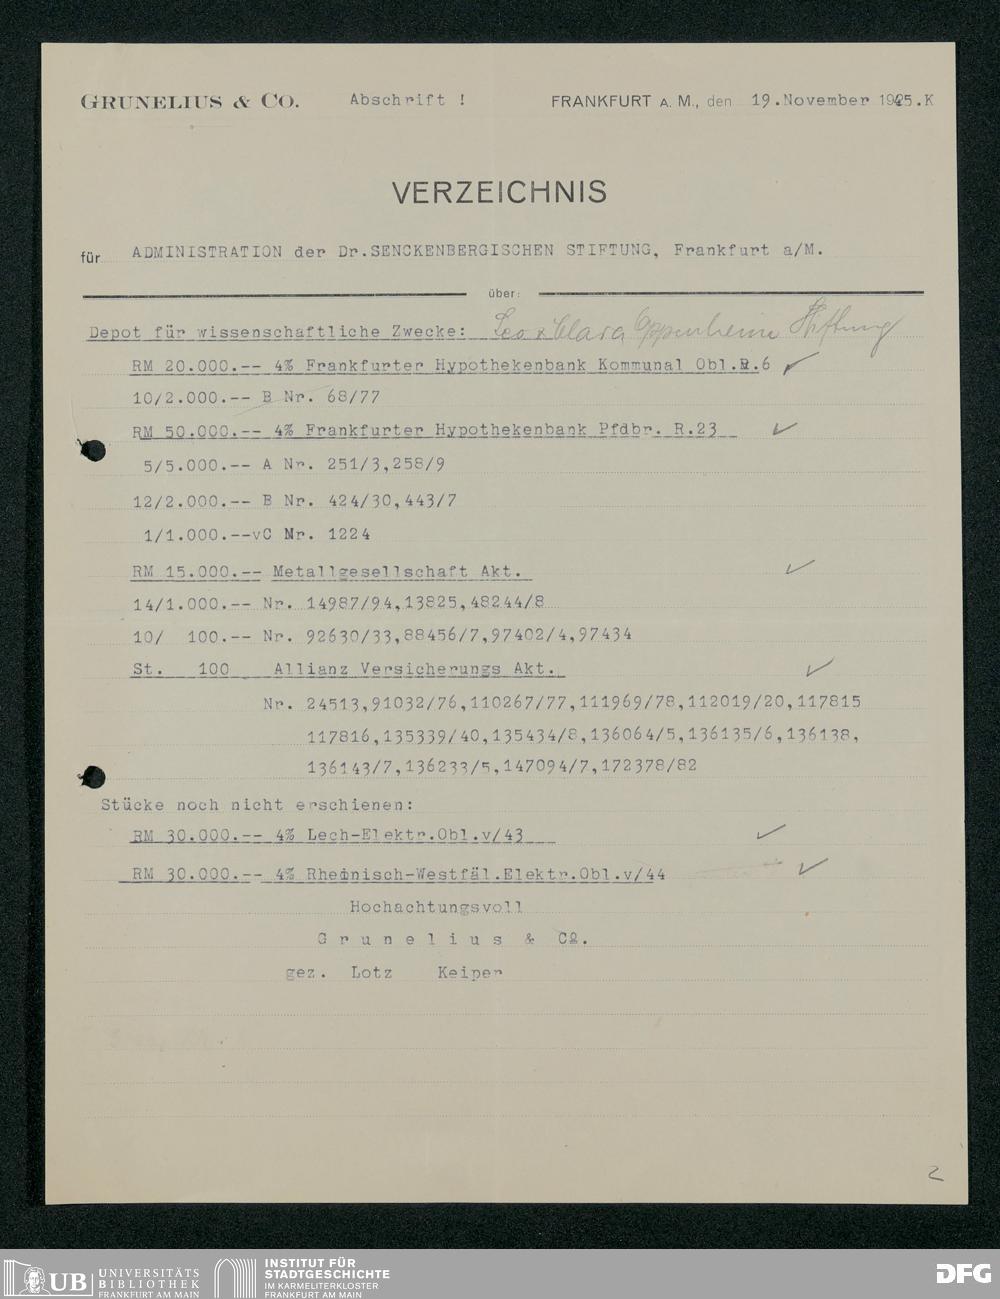 GRUNELIUS & CO. Abschrift ! FRANKFURT A. M., den 19.November 1945.K
VERZEICHNIS
für ADMINISTRATION der Dr.SENCKENBERGISCHEN STIFTUNG, Frankfurt a/M.
über:
Depot für wissenschaftliche Zwecke: Leo & Clara Oppenheim Stiftung
RM 20.000.-- 4% Frankfurter Hypothekenbank Kommunal Obl.R.6
10/2.000.-- B Nr. 68/77
RM 50.000.-- 4% Frankfurter Hypothekenbank Pfdbr. R.23
5/5.000.-- A Nr. 251/3,258/9
12/2.000.-- B Nr. 424/30,443/7
1/1.000.--vC Nr. 1224
RM 15.000.-- Metallgesellschaft Akt.
14/1.000.-- Nr. 14987/94,13825,48244/8
10/ 100.-- Nr. 92630/33,88456/7,97402/4,97434
St. 100 Allianz Versicherungs Akt.
Nr. 24513,91032/76,110267/77,111969/78,112019/20,117815
117816,135339/40,135434/8,136064/5,136135/6,136138,
136143/7,136233/5,147094/7,172378/82
Stücke noch nicht erschienen:
RM 30.000.-- 4% Lech-Elektr.Obl.v/43
RM 30.000.-- 4% Rheinisch-Westfäl.Elektr.Obl.v/44
Hochachtungsvoll
Grunelius & Co.
gez. Lotz Keiper
2
UB UNIVERSITÄTS
BIBLIOTHEK
FRANKFURT AM MAIN
INSTITUT FÜR
STADTGESCHICHTE
IM KARMELITERKLOSTER
FRANKFURT AM MAIN
DFG